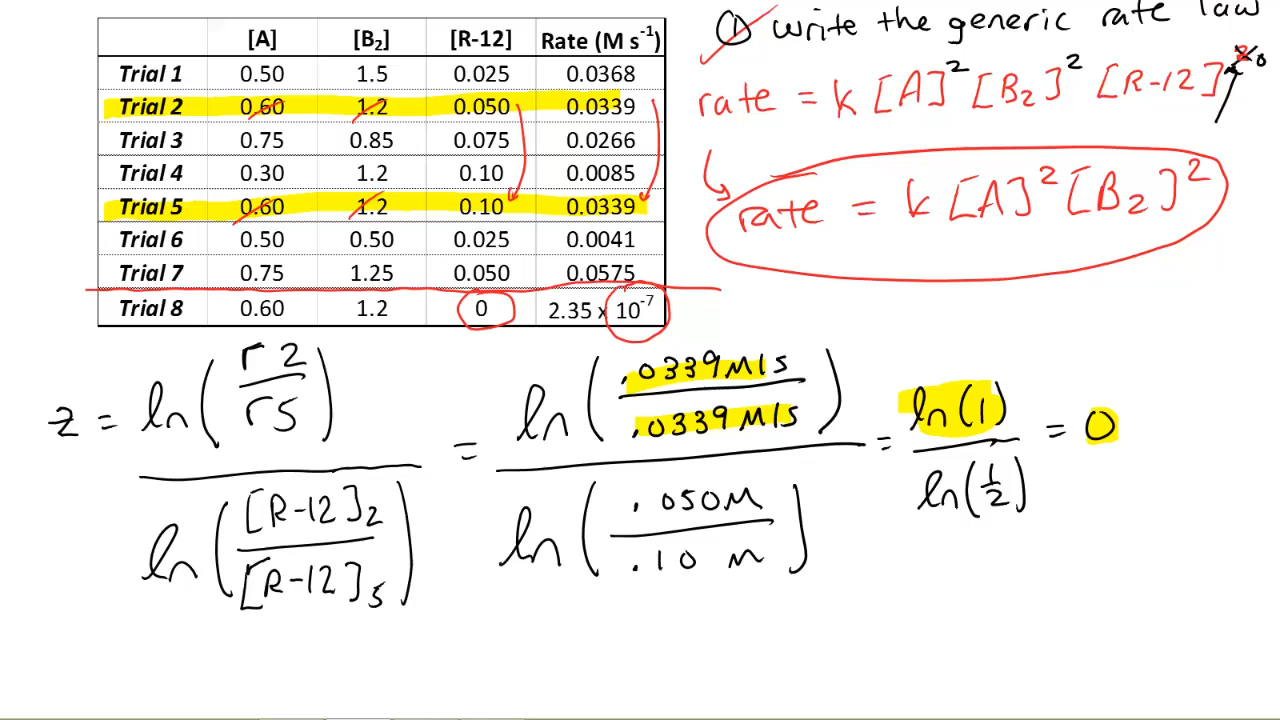 ① write the generic rate law
rate = k [A]² [B₂]² [R-12]ᶻ⁰
rate = k [A]² [B₂]²
[A] [B₂] [R-12] Rate (M s⁻¹)
Trial 1 0.50 1.5 0.025 0.0368
Trial 2 0.60 1.2 0.050 0.0339
Trial 3 0.75 0.85 0.075 0.0266
Trial 4 0.30 1.2 0.10 0.0085
Trial 5 0.60 1.2 0.10 0.0339
Trial 6 0.50 0.50 0.025 0.0041
Trial 7 0.75 1.25 0.050 0.0575
Trial 8 0.60 1.2 0 2.35 x 10⁻⁷
z = ln(r2/r5) / ln([R-12]₂/[R-12]₅) = ln(.0339 M/s / .0339 M/s) / ln(.050M / .10 M) = ln(1) / ln(1/2) = 0